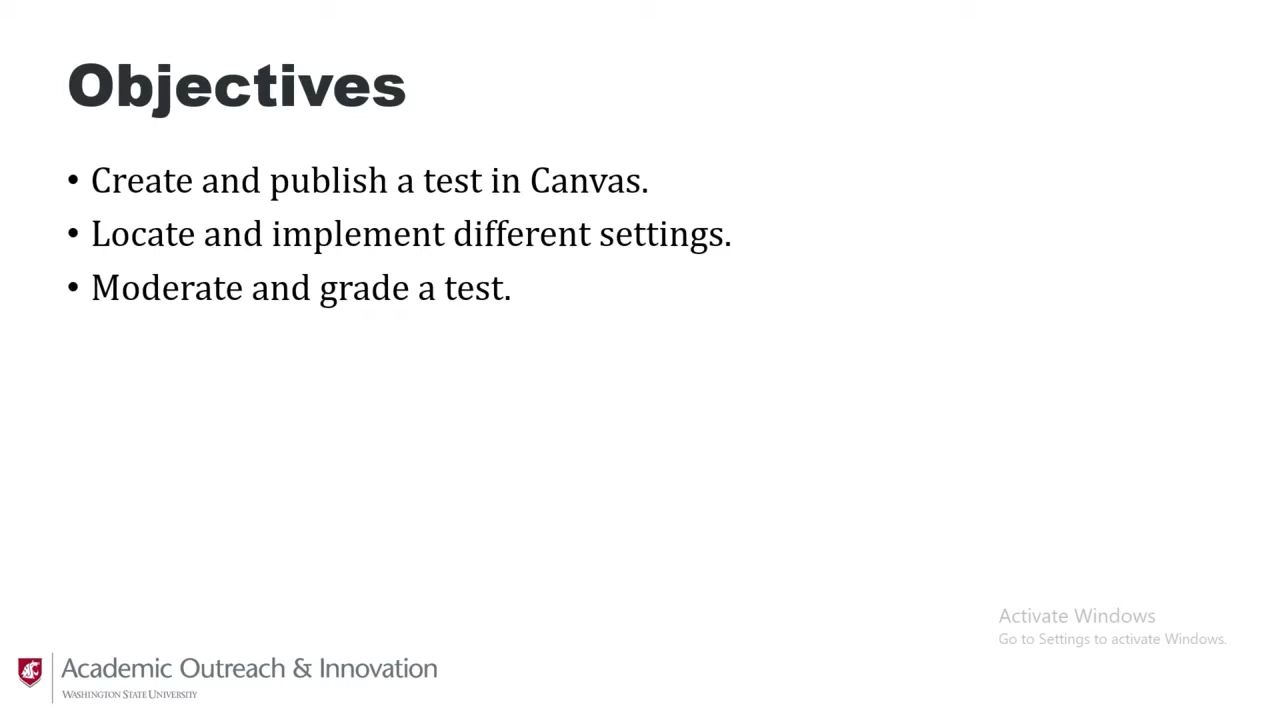 Objectives
• Create and publish a test in Canvas.
• Locate and implement different settings.
• Moderate and grade a test.
Activate Windows
Go to Settings to activate Windows.
Academic Outreach & Innovation
WASHINGTON STATE UNIVERSITY